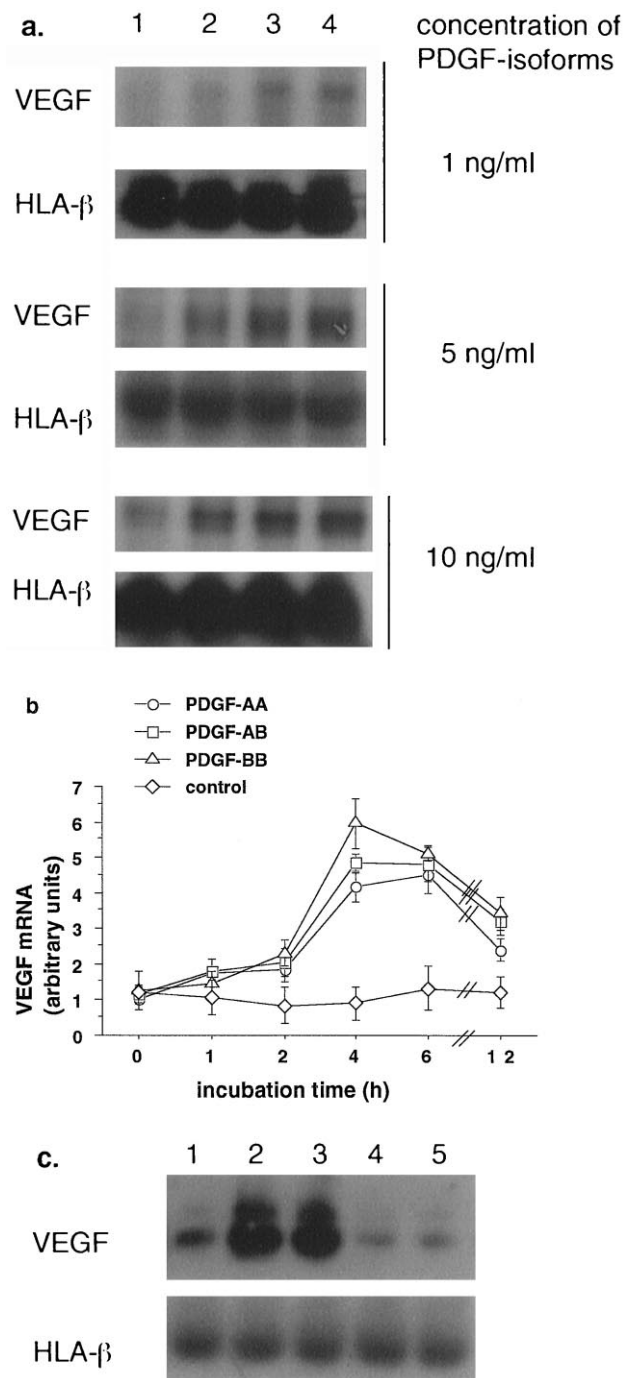 a.
1 2 3 4
concentration of
PDGF-isoforms
VEGF
HLA-β
1 ng/ml
VEGF
HLA-β
5 ng/ml
VEGF
HLA-β
10 ng/ml
b
PDGF-AA
PDGF-AB
PDGF-BB
control
VEGF mRNA
(arbitrary units)
7
6
5
4
3
2
1
0
0 1 2 4 6 1 2
incubation time (h)
c.
1 2 3 4 5
VEGF
HLA-β